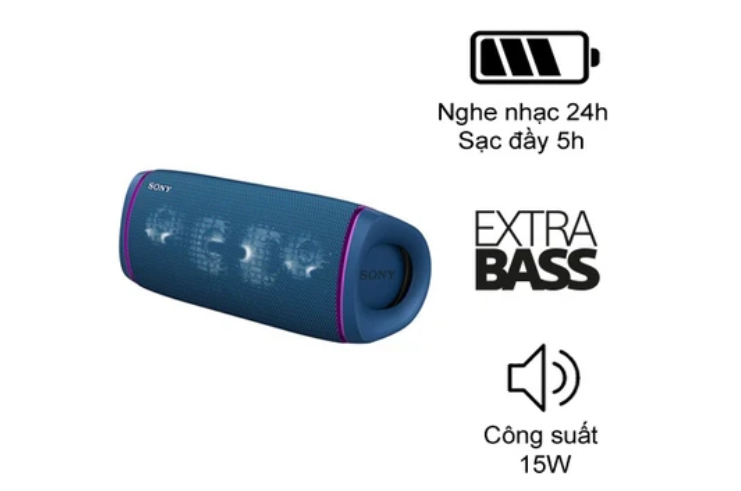 Nghe nhạc 24h
Sạc đầy 5h
SONY
SONY
EXTRA
BASS
Công suất
15W